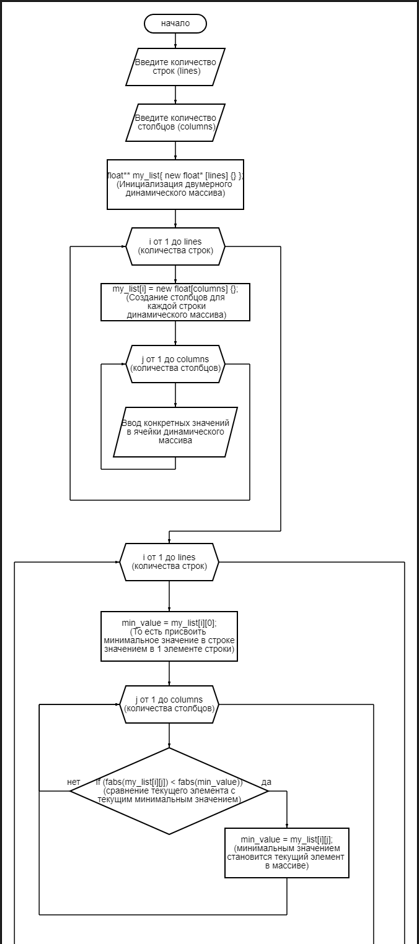 начало
Введите количество
строк (lines)
Введите количество
столбцов (columns)
float** my_list{ new float* [lines] {} };
(Инициализация двумерного
динамического массива)
i от 1 до lines
(количества строк)
my_list[i] = new float[columns] {};
(Создание столбцов для
каждой строки
динамического массива)
j от 1 до columns
(количества столбцов)
Ввод конкретных значений
в ячейки динамического
массива
i от 1 до lines
(количества строк)
min_value = my_list[i][0];
(То есть присвоить
минимальное значение в строке
значением в 1 элементе строки)
j от 1 до columns
(количества столбцов)
нет
if (fabs(my_list[i][j]) < fabs(min_value))
да
(сравнение текущего элемента с
текущим минимальным значением)
min_value = my_list[i][j];
(минимальным значением
становится текущий элемент
в массиве)